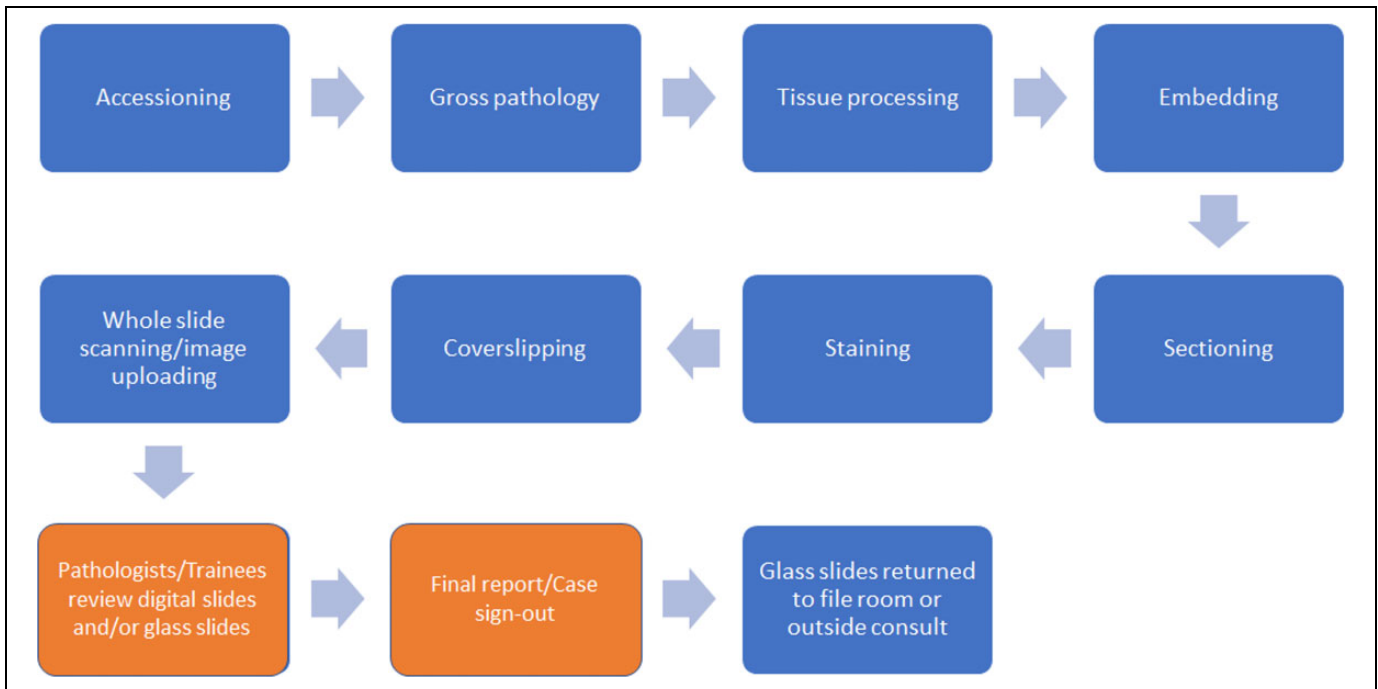 Accessioning
Gross pathology
Tissue processing
Embedding
Whole slide
scanning/image
uploading
Coverslipping
Staining
Sectioning
Pathologists/Trainees
review digital slides
and/or glass slides
Final report/Case
sign-out
Glass slides returned
to file room or
outside consult